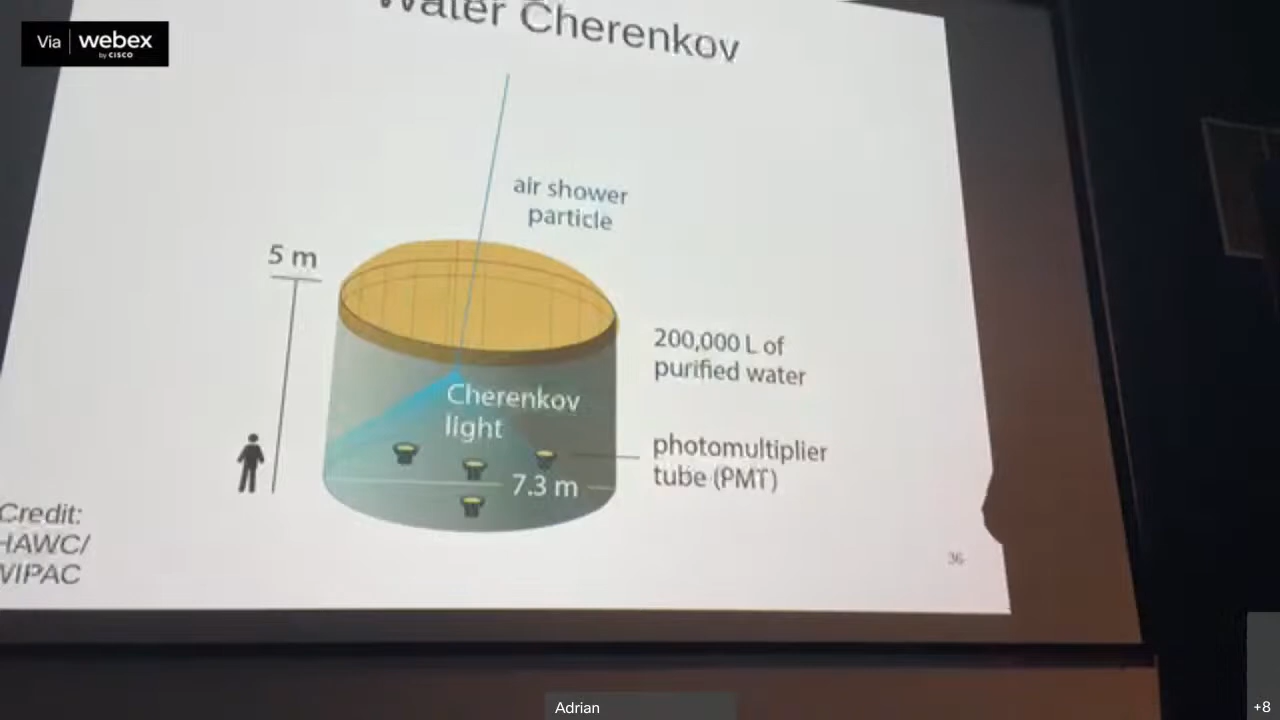 Via webex
by CISCO
Water Cherenkov
air shower
particle
5 m
200,000 L of
purified water
Cherenkov
light
photomultiplier
tube (PMT)
7.3 m
Credit:
HAWC/
WIPAC
36
Adrian
+8